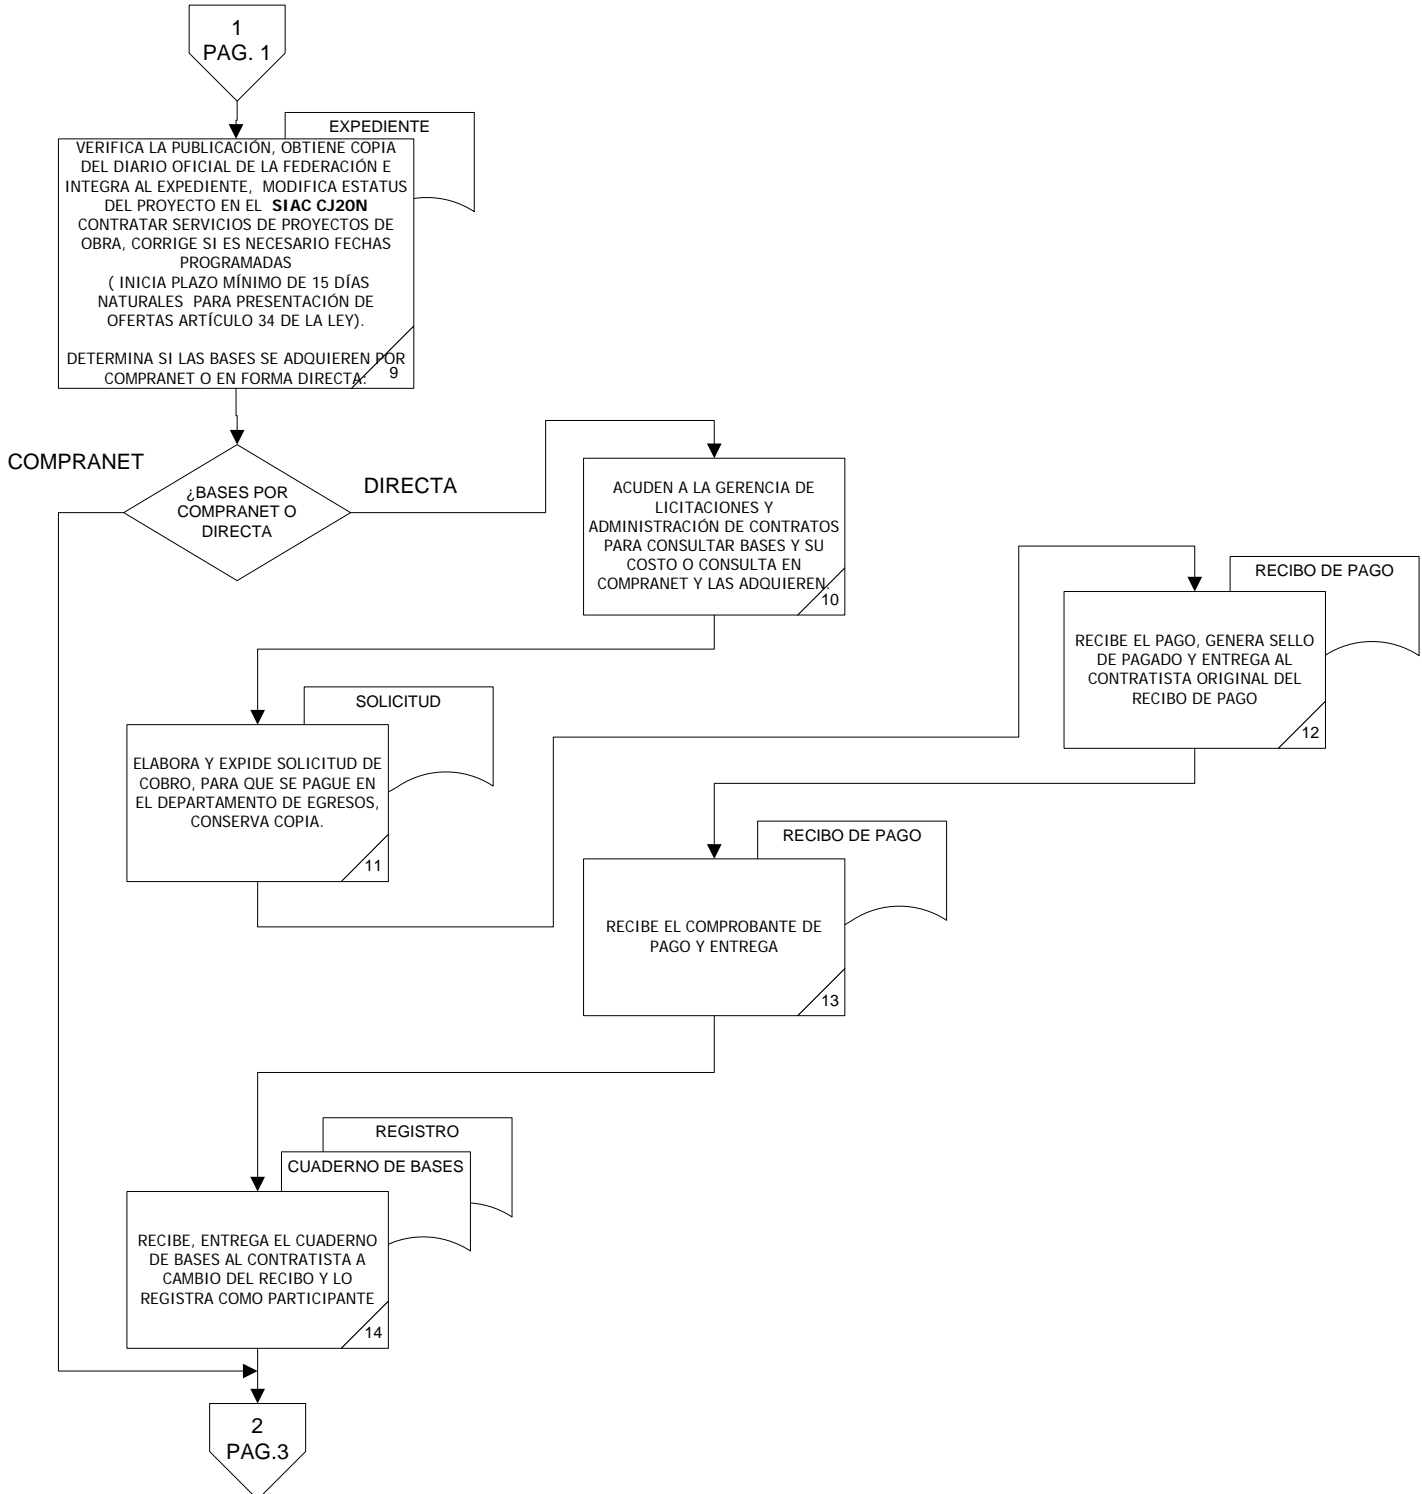 1
PAG. 1
EXPEDIENTE
VERIFICA LA PUBLICACIÓN, OBTIENE COPIA
DEL DIARIO OFICIAL DE LA FEDERACIÓN E
INTEGRA AL EXPEDIENTE, MODIFICA ESTATUS
DEL PROYECTO EN EL SIAC CJ20N
CONTRATAR SERVICIOS DE PROYECTOS DE
OBRA, CORRIGE SI ES NECESARIO FECHAS
PROGRAMADAS
( INICIA PLAZO MÍNIMO DE 15 DÍAS
NATURALES PARA PRESENTACIÓN DE
OFERTAS ARTÍCULO 34 DE LA LEY).
DETERMINA SI LAS BASES SE ADQUIEREN POR
COMPRANET O EN FORMA DIRECTA:
9
COMPRANET
¿BASES POR
COMPRANET O
DIRECTA
DIRECTA
ACUDEN A LA GERENCIA DE
LICITACIONES Y
ADMINISTRACIÓN DE CONTRATOS
PARA CONSULTAR BASES Y SU
COSTO O CONSULTA EN
COMPRANET Y LAS ADQUIEREN.
10
SOLICITUD
ELABORA Y EXPIDE SOLICITUD DE
COBRO, PARA QUE SE PAGUE EN
EL DEPARTAMENTO DE EGRESOS,
CONSERVA COPIA.
11
RECIBO DE PAGO
RECIBE EL PAGO, GENERA SELLO
DE PAGADO Y ENTREGA AL
CONTRATISTA ORIGINAL DEL
RECIBO DE PAGO
12
RECIBO DE PAGO
RECIBE EL COMPROBANTE DE
PAGO Y ENTREGA
13
REGISTRO
CUADERNO DE BASES
RECIBE, ENTREGA EL CUADERNO
DE BASES AL CONTRATISTA A
CAMBIO DEL RECIBO Y LO
REGISTRA COMO PARTICIPANTE
14
2
PAG.3